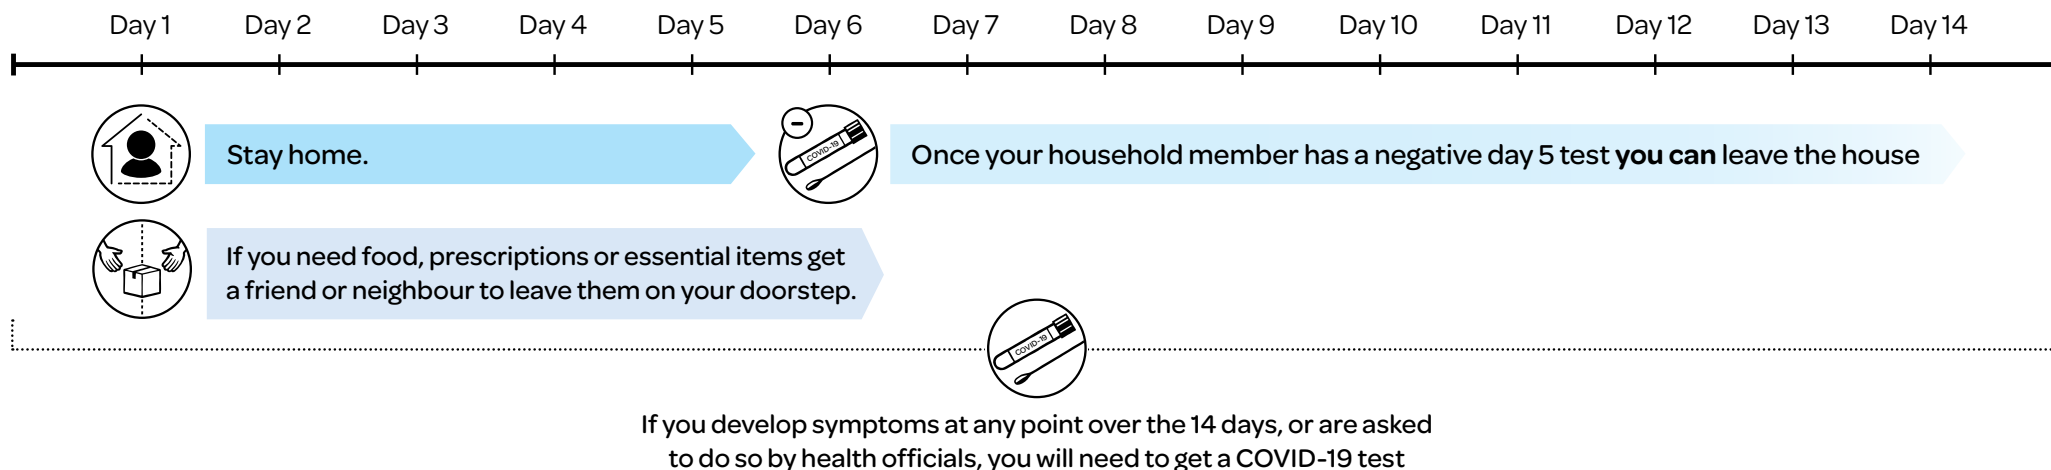 Day 1 Day 2 Day 3 Day 4 Day 5 Day 6 Day 7 Day 8 Day 9 Day 10 Day 11 Day 12 Day 13 Day 14
Stay home.
COVID-19
Once your household member has a negative day 5 test you can leave the house
If you need food, prescriptions or essential items get
a friend or neighbour to leave them on your doorstep.
COVID-19
If you develop symptoms at any point over the 14 days, or are asked
to do so by health officials, you will need to get a COVID-19 test